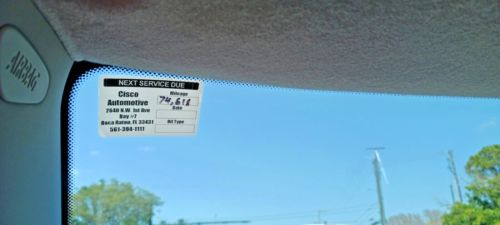 AIRBAG
NEXT SERVICE DUE
Cisco
Automotive
2640 N.W. 1st Ave
Bay #7
Boca Raton, FL 33431
561-394-1111
Mileage
74,618
Date
Oil Type